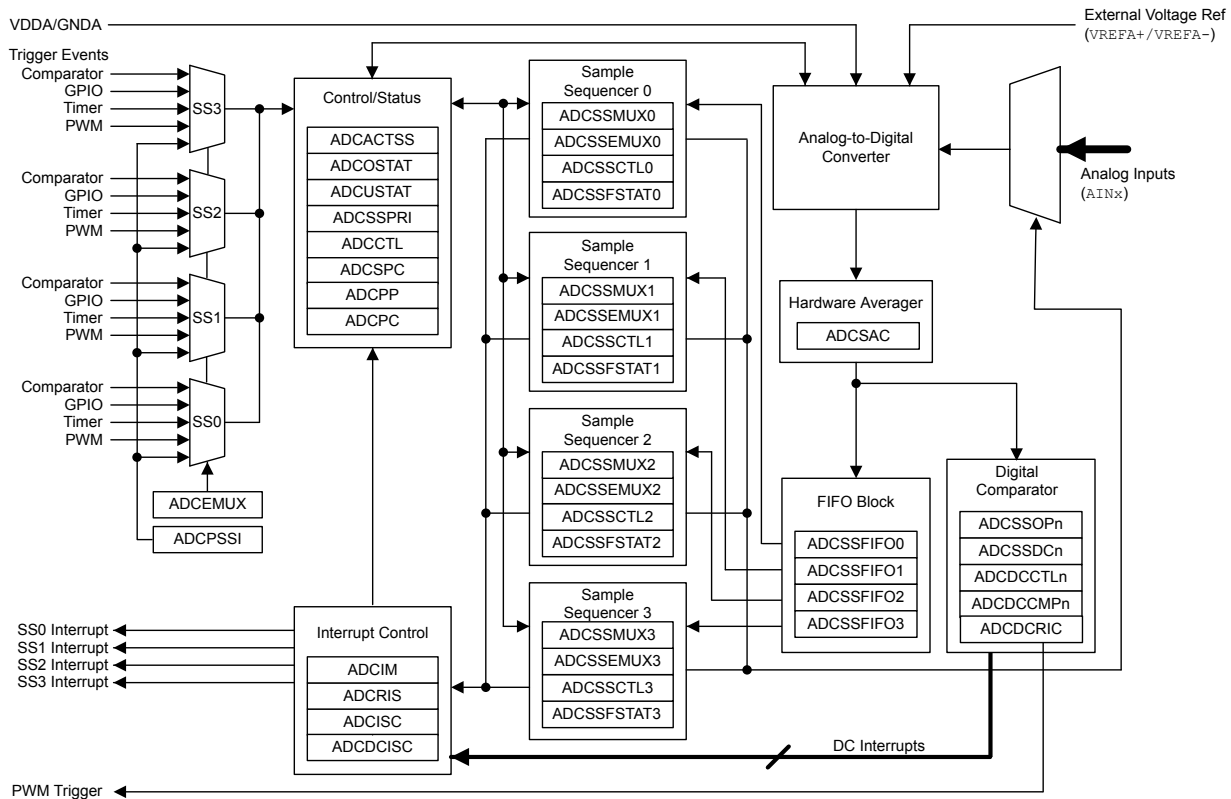 VDDA/GNDA
External Voltage Ref
(VREFA+/VREFA-)
Trigger Events
Comparator
GPIO
Timer
PWM
SS3
Comparator
GPIO
Timer
PWM
SS2
Comparator
GPIO
Timer
PWM
SS1
Comparator
GPIO
Timer
PWM
SS0
ADCEMUX
ADCPSSI
Control/Status
ADCACTSS
ADCOSTAT
ADCUSTAT
ADCSSPRI
ADCCTL
ADCSPC
ADCPP
ADCPC
Sample
Sequencer 0
ADCSSMUX0
ADCSSEMUX0
ADCSSCTL0
ADCSSFSTAT0
Sample
Sequencer 1
ADCSSMUX1
ADCSSEMUX1
ADCSSCTL1
ADCSSFSTAT1
Sample
Sequencer 2
ADCSSMUX2
ADCSSEMUX2
ADCSSCTL2
ADCSSFSTAT2
Sample
Sequencer 3
ADCSSMUX3
ADCSSEMUX3
ADCSSCTL3
ADCSSFSTAT3
Analog-to-Digital
Converter
Analog Inputs
(AINx)
Hardware Averager
ADCSAC
FIFO Block
ADCSSFIFO0
ADCSSFIFO1
ADCSSFIFO2
ADCSSFIFO3
Digital
Comparator
ADCSSOPn
ADCSSDCn
ADCDCCTLn
ADCDCCMPn
ADCDCRIC
SS0 Interrupt
SS1 Interrupt
SS2 Interrupt
SS3 Interrupt
Interrupt Control
ADCIM
ADCRIS
ADCISC
ADCDCISC
DC Interrupts
PWM Trigger